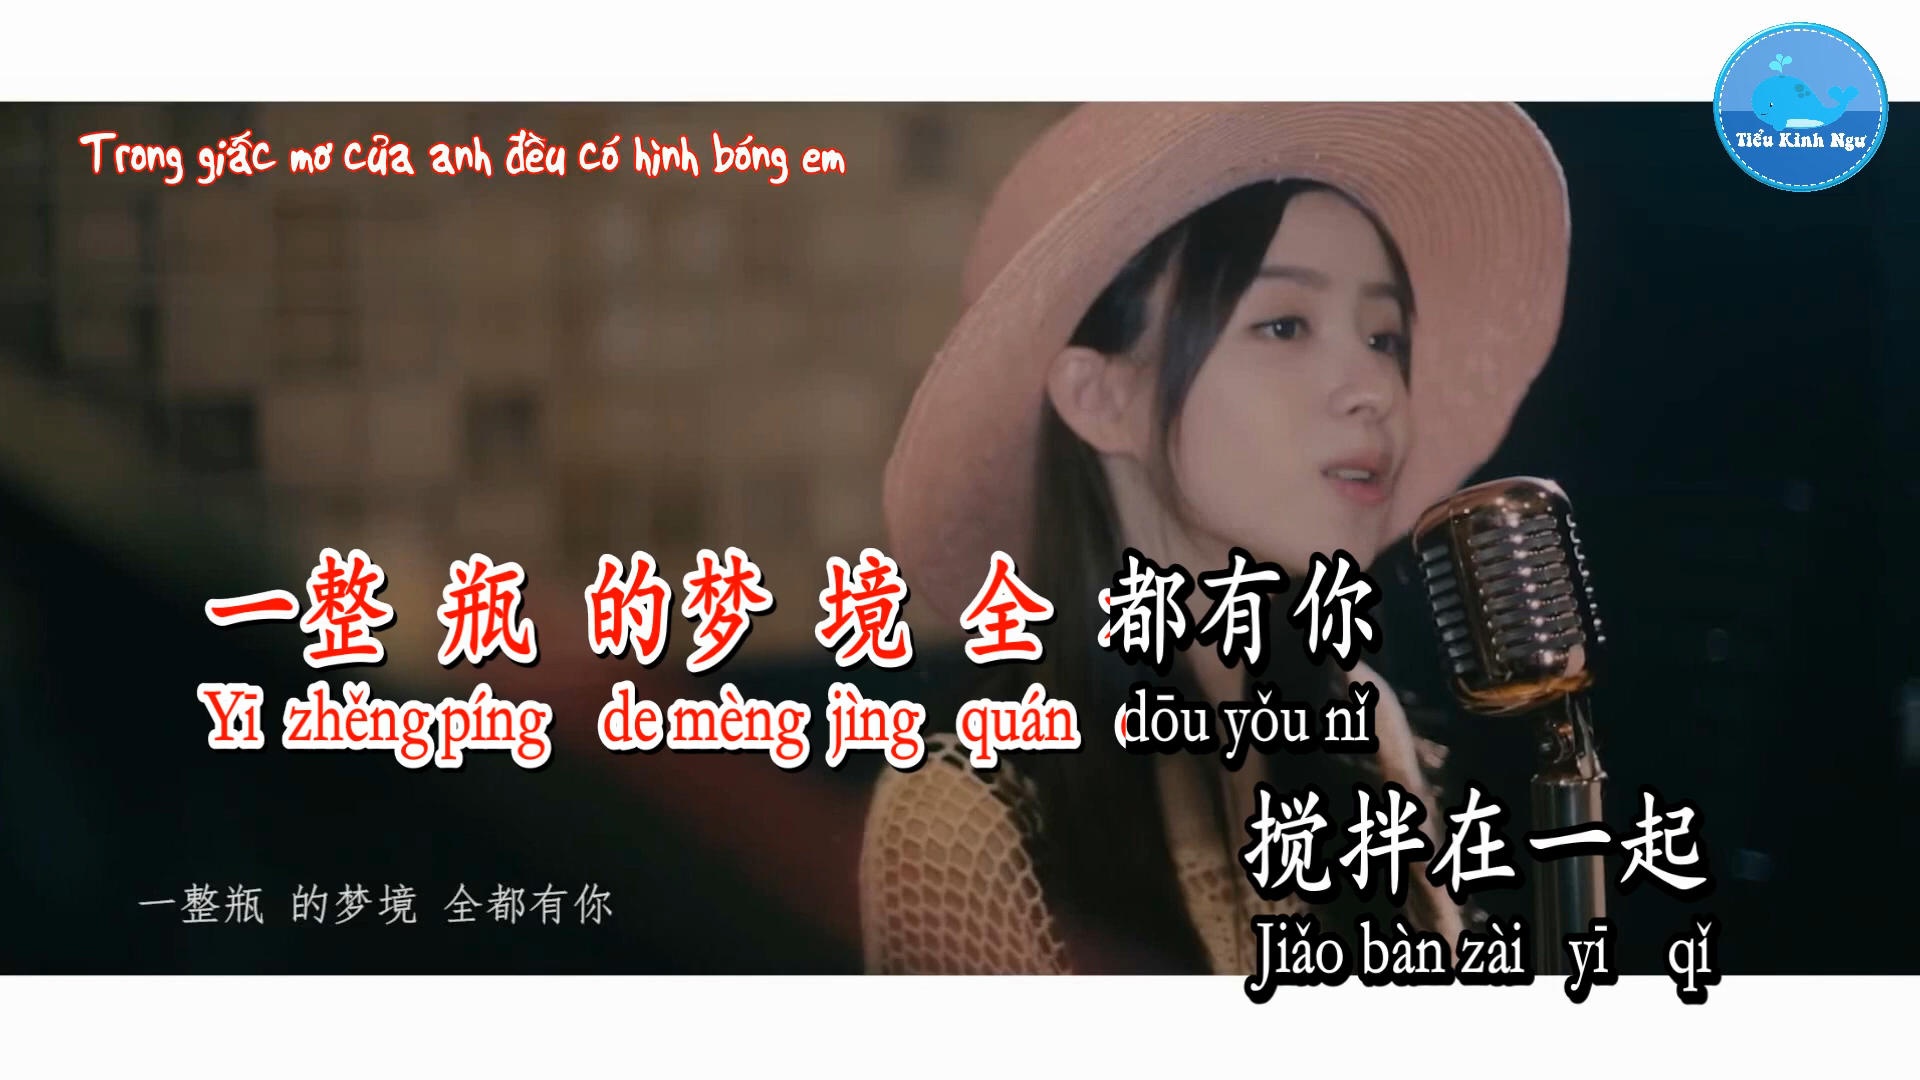 Tiểu Kình Ngư
Trong giấc mơ của anh đều có hình bóng em
一整 瓶 的梦 境 全 都有你
Yī zhěng píng de mèng jìng quán dōu yǒu nǐ
搅拌在一起
Jiǎo bàn zài yī qǐ
一整瓶 的梦境 全都有你